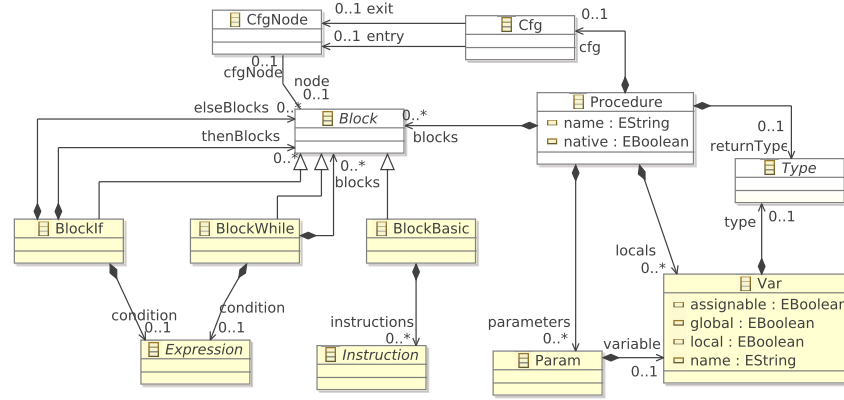 CfgNode
0..1 exit
0..1 entry
Cfg
0..1
cfg
0..1
cfgNode
node
0..1
elseBlocks
0..*
thenBlocks
0..*
Block
0..*
blocks
0..*
blocks
Procedure
name : EString
native : EBoolean
0..1
returnType
Type
type
0..1
BlockIf
BlockWhile
BlockBasic
locals
0..*
Var
assignable : EBoolean
global : EBoolean
local : EBoolean
name : EString
condition
0..1
condition
0..1
Expression
instructions
0..*
Instruction
parameters
0..*
Param
variable
0..1